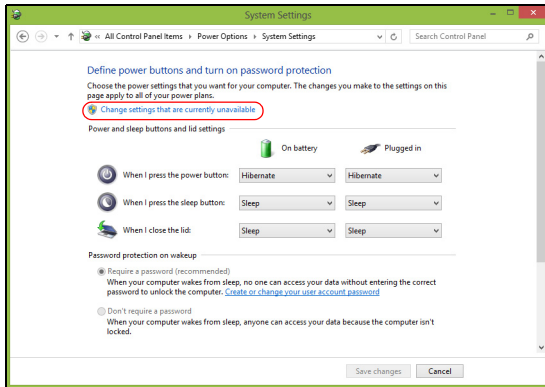 System Settings
« All Control Panel Items ▸ Power Options ▸ System Settings
Search Control Panel
Define power buttons and turn on password protection
Choose the power settings that you want for your computer. The changes you make to the settings on this
page apply to all of your power plans.
Change settings that are currently unavailable
Power and sleep buttons and lid settings
On battery Plugged in
When I press the power button: Hibernate Hibernate
When I press the sleep button: Sleep Sleep
When I close the lid: Sleep Sleep
Password protection on wakeup
Require a password (recommended)
When your computer wakes from sleep, no one can access your data without entering the correct
password to unlock the computer. Create or change your user account password
Don't require a password
When your computer wakes from sleep, anyone can access your data because the computer isn't
locked.
Save changes Cancel